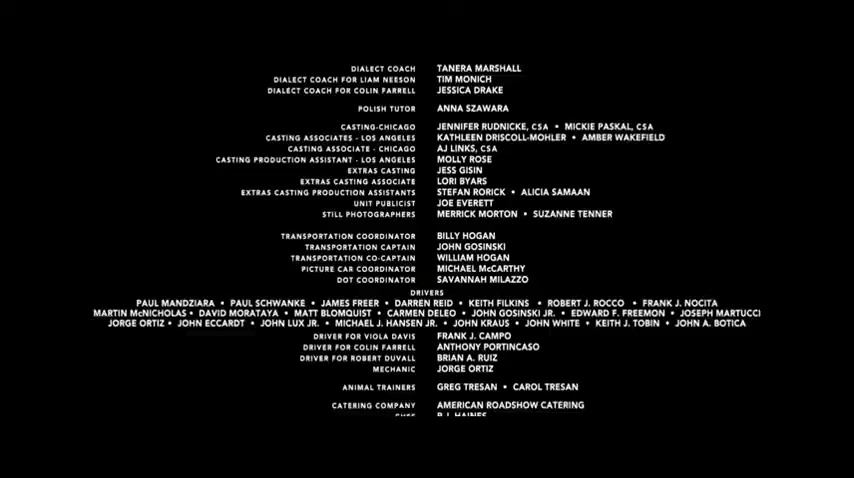 DIALECT COACH TANERA MARSHALL
DIALECT COACH FOR LIAM NEESON TIM MONICH
DIALECT COACH FOR COLIN FARRELL JESSICA DRAKE
POLISH TUTOR ANNA SZAWARA
CASTING-CHICAGO JENNIFER RUDNICKE, CSA • MICKIE PASKAL, CSA
CASTING ASSOCIATES - LOS ANGELES KATHLEEN DRISCOLL-MOHLER • AMBER WAKEFIELD
CASTING ASSOCIATE - CHICAGO AJ LINKS, CSA
CASTING PRODUCTION ASSISTANT - LOS ANGELES MOLLY ROSE
EXTRAS CASTING JESS GISIN
EXTRAS CASTING ASSOCIATE LORI BYARS
EXTRAS CASTING PRODUCTION ASSISTANTS STEFAN RORICK • ALICIA SAMAAN
UNIT PUBLICIST JOE EVERETT
STILL PHOTOGRAPHERS MERRICK MORTON • SUZANNE TENNER
TRANSPORTATION COORDINATOR BILLY HOGAN
TRANSPORTATION CAPTAIN JOHN GOSINSKI
TRANSPORTATION CO-CAPTAIN WILLIAM HOGAN
PICTURE CAR COORDINATOR MICHAEL McCARTHY
DOT COORDINATOR SAVANNAH MILAZZO
DRIVERS
PAUL MANDZIARA • PAUL SCHWANKE • JAMES FREER • DARREN REID • KEITH FILKINS • ROBERT J. ROCCO • FRANK J. NOCITA
MARTIN McNICHOLAS • DAVID MORATAYA • MATT BLOMQUIST • CARMEN DELEO • JOHN GOSINSKI JR. • EDWARD F. FREEMON • JOSEPH MARTUCCI
JORGE ORTIZ • JOHN ECCARDT • JOHN LUX JR. • MICHAEL J. HANSEN JR. • JOHN KRAUS • JOHN WHITE • KEITH J. TOBIN • JOHN A. BOTICA
DRIVER FOR VIOLA DAVIS FRANK J. CAMPO
DRIVER FOR COLIN FARRELL ANTHONY PORTINCASO
DRIVER FOR ROBERT DUVALL BRIAN A. RUIZ
MECHANIC JORGE ORTIZ
ANIMAL TRAINERS GREG TRESAN • CAROL TRESAN
CATERING COMPANY AMERICAN ROADSHOW CATERING